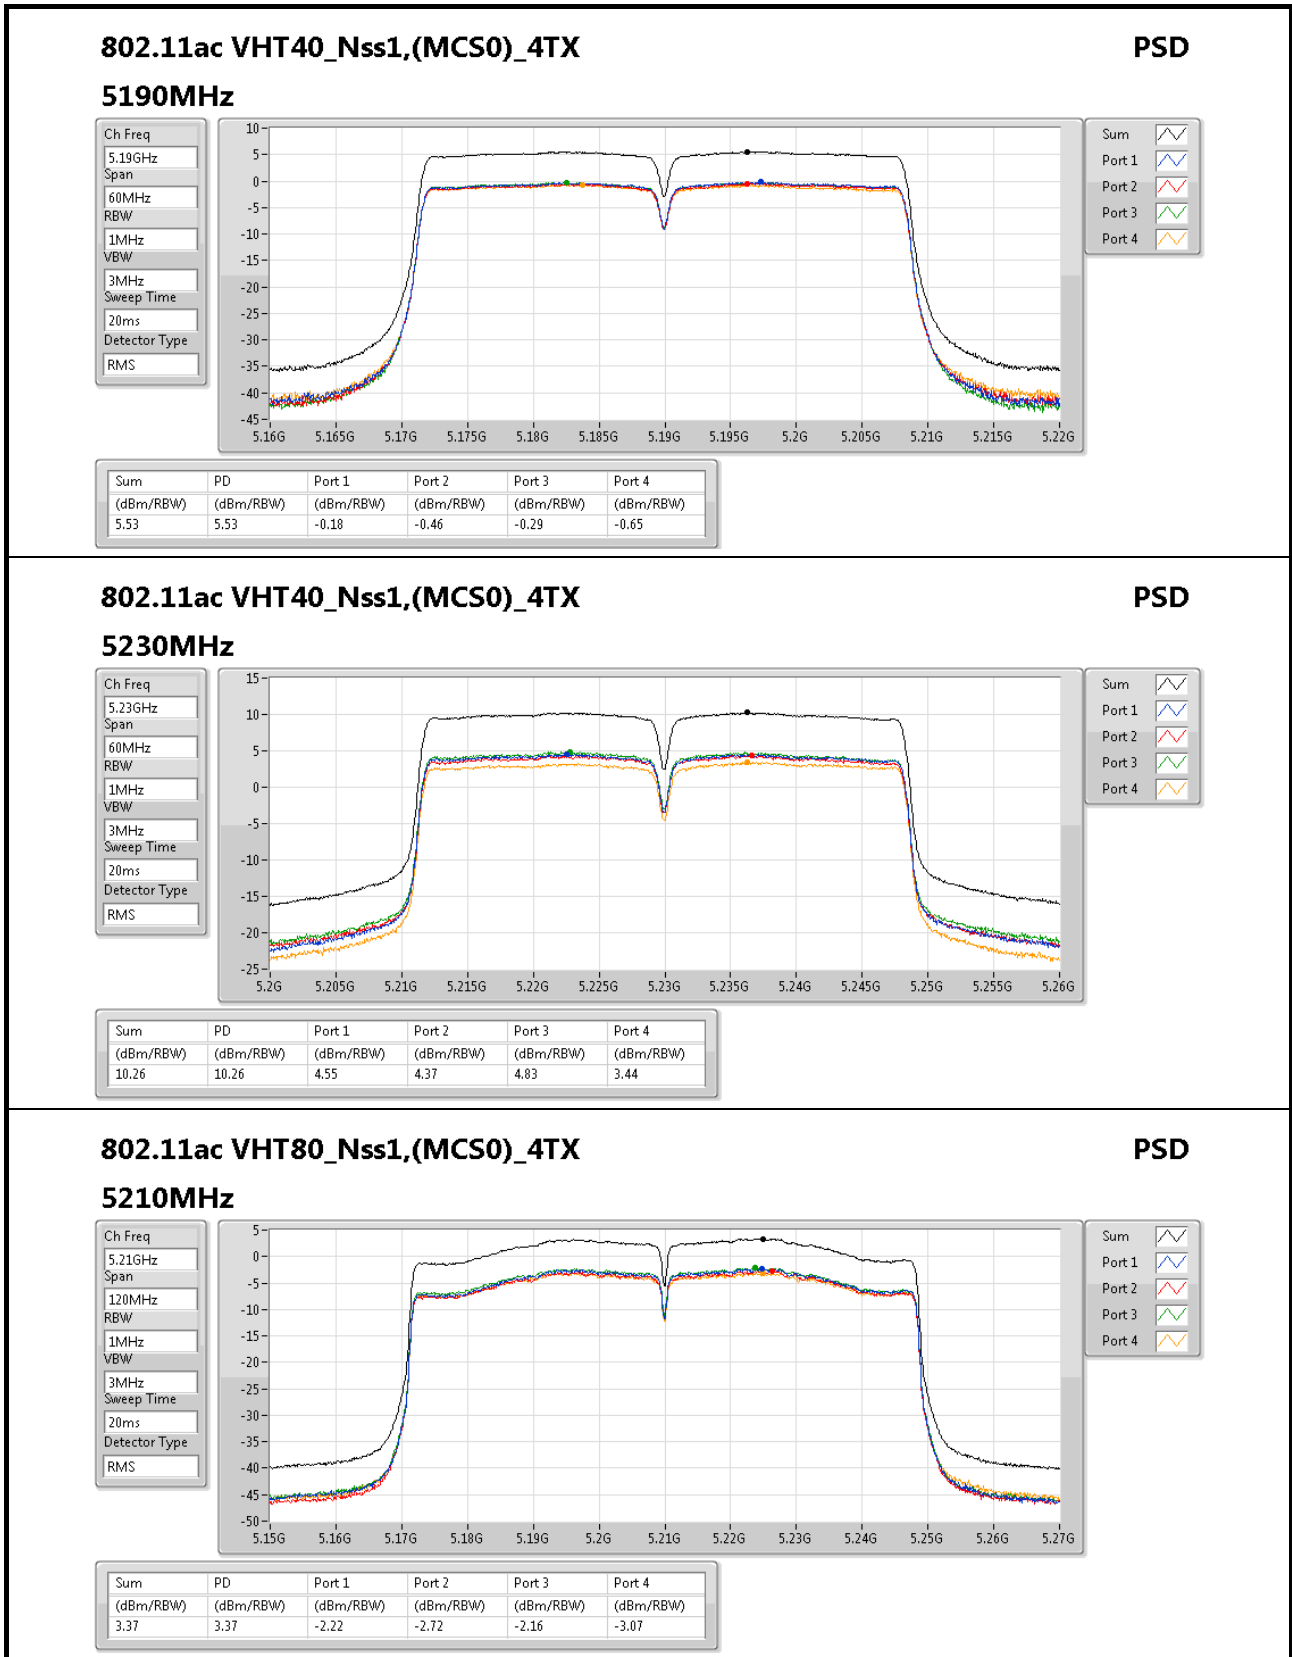 802.11ac VHT40_Nss1,(MCS0)_4TX PSD
5190MHz
Ch Freq
5.19GHz
Span
60MHz
RBW
1MHz
VBW
3MHz
Sweep Time
20ms
Detector Type
RMS
10
5
0
-5
-10
-15
-20
-25
-30
-35
-40
-45
5.16G 5.165G 5.17G 5.175G 5.18G 5.185G 5.19G 5.195G 5.2G 5.205G 5.21G 5.215G 5.22G
Sum
Port 1
Port 2
Port 3
Port 4
Sum PD Port 1 Port 2 Port 3 Port 4
(dBm/RBW) (dBm/RBW) (dBm/RBW) (dBm/RBW) (dBm/RBW) (dBm/RBW)
5.53 5.53 -0.18 -0.46 -0.29 -0.65
802.11ac VHT40_Nss1,(MCS0)_4TX PSD
5230MHz
Ch Freq
5.23GHz
Span
60MHz
RBW
1MHz
VBW
3MHz
Sweep Time
20ms
Detector Type
RMS
15
10
5
0
-5
-10
-15
-20
-25
5.2G 5.205G 5.21G 5.215G 5.22G 5.225G 5.23G 5.235G 5.24G 5.245G 5.25G 5.255G 5.26G
Sum
Port 1
Port 2
Port 3
Port 4
Sum PD Port 1 Port 2 Port 3 Port 4
(dBm/RBW) (dBm/RBW) (dBm/RBW) (dBm/RBW) (dBm/RBW) (dBm/RBW)
10.26 10.26 4.55 4.37 4.83 3.44
802.11ac VHT80_Nss1,(MCS0)_4TX PSD
5210MHz
Ch Freq
5.21GHz
Span
120MHz
RBW
1MHz
VBW
3MHz
Sweep Time
20ms
Detector Type
RMS
5
0
-5
-10
-15
-20
-25
-30
-35
-40
-45
-50
5.15G 5.16G 5.17G 5.18G 5.19G 5.2G 5.21G 5.22G 5.23G 5.24G 5.25G 5.26G 5.27G
Sum
Port 1
Port 2
Port 3
Port 4
Sum PD Port 1 Port 2 Port 3 Port 4
(dBm/RBW) (dBm/RBW) (dBm/RBW) (dBm/RBW) (dBm/RBW) (dBm/RBW)
3.37 3.37 -2.22 -2.72 -2.16 -3.07